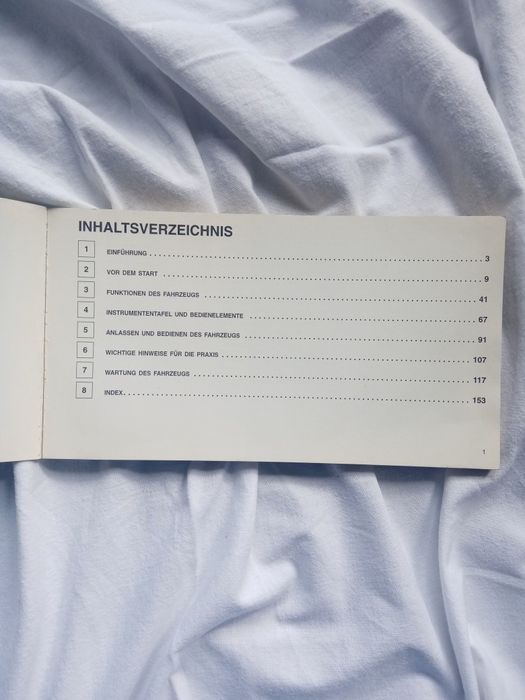 INHALTSVERZEICHNIS
1 EINFÜHRUNG 3
2 VOR DEM START 9
3 FUNKTIONEN DES FAHRZEUGS 41
4 INSTRUMENTENTAFEL UND BEDIENELEMENTE 67
5 ANLASSEN UND BEDIENEN DES FAHRZEUGS 91
6 WICHTIGE HINWEISE FÜR DIE PRAXIS 107
7 WARTUNG DES FAHRZEUGS 117
8 INDEX 153
1